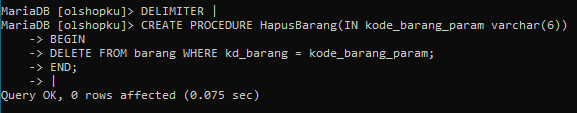 MariaDB [olshopku]> DELIMITER |
MariaDB [olshopku]> CREATE PROCEDURE HapusBarang(IN kode_barang_param varchar(6))
    -> BEGIN
    -> DELETE FROM barang WHERE kd_barang = kode_barang_param;
    -> END;
    -> |
Query OK, 0 rows affected (0.075 sec)